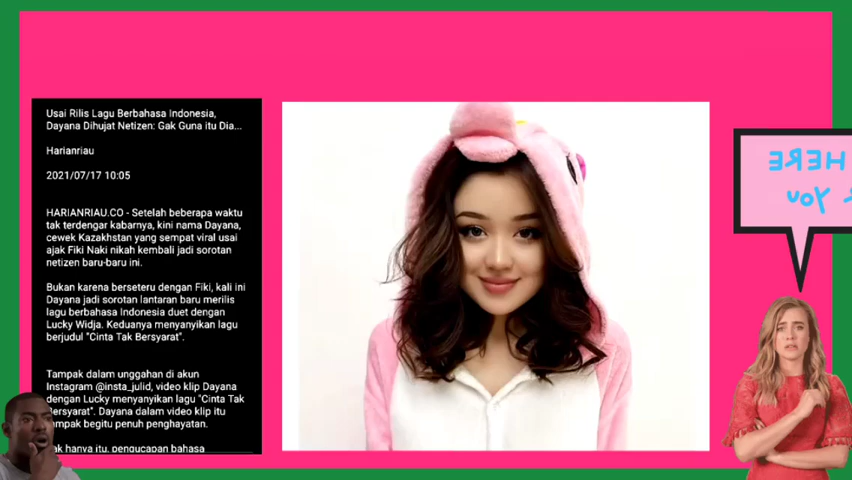 Usai Rilis Lagu Berbahasa Indonesia,
Dayana Dihujat Netizen: Gak Guna itu Dia...
Harianriau
2021/07/17 10:05
HARIANRIAU.CO - Setelah beberapa waktu
tak terdengar kabarnya, kini nama Dayana,
cewek Kazakhstan yang sempat viral usai
ajak Fiki Naki nikah kembali jadi sorotan
netizen baru-baru ini.
Bukan karena berseteru dengan Fiki, kali ini
Dayana jadi sorotan lantaran baru merilis
lagu berbahasa Indonesia duet dengan
Lucky Widja. Keduanya menyanyikan lagu
berjudul "Cinta Tak Bersyarat".
Tampak dalam unggahan di akun
Instagram @insta_julid, video klip Dayana
dengan Lucky menyanyikan lagu "Cinta Tak
Bersyarat". Dayana dalam video klip itu
tampak begitu penuh penghayatan.
Tak hanya itu, pengucapan bahasa
HERE
YOU